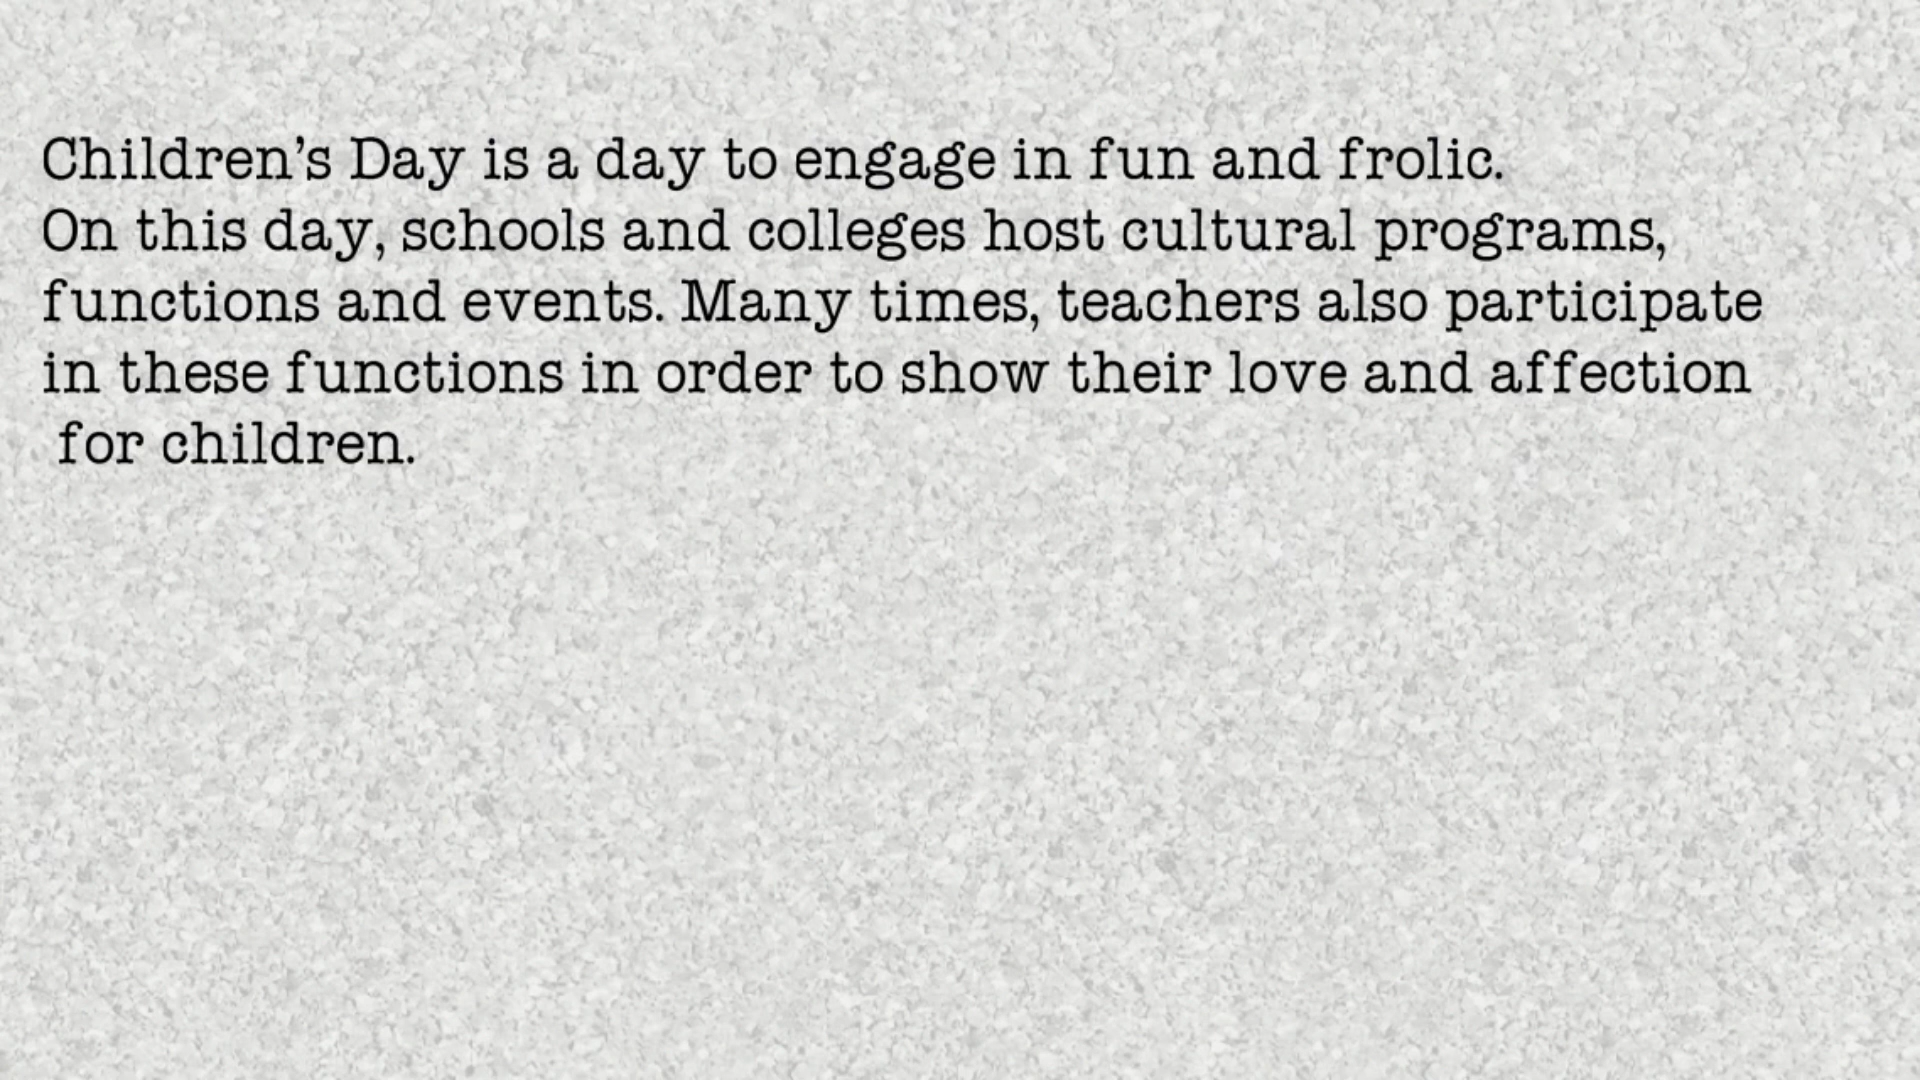 Children’s Day is a day to engage in fun and frolic.
On this day, schools and colleges host cultural programs,
functions and events. Many times, teachers also participate
in these functions in order to show their love and affection
for children.